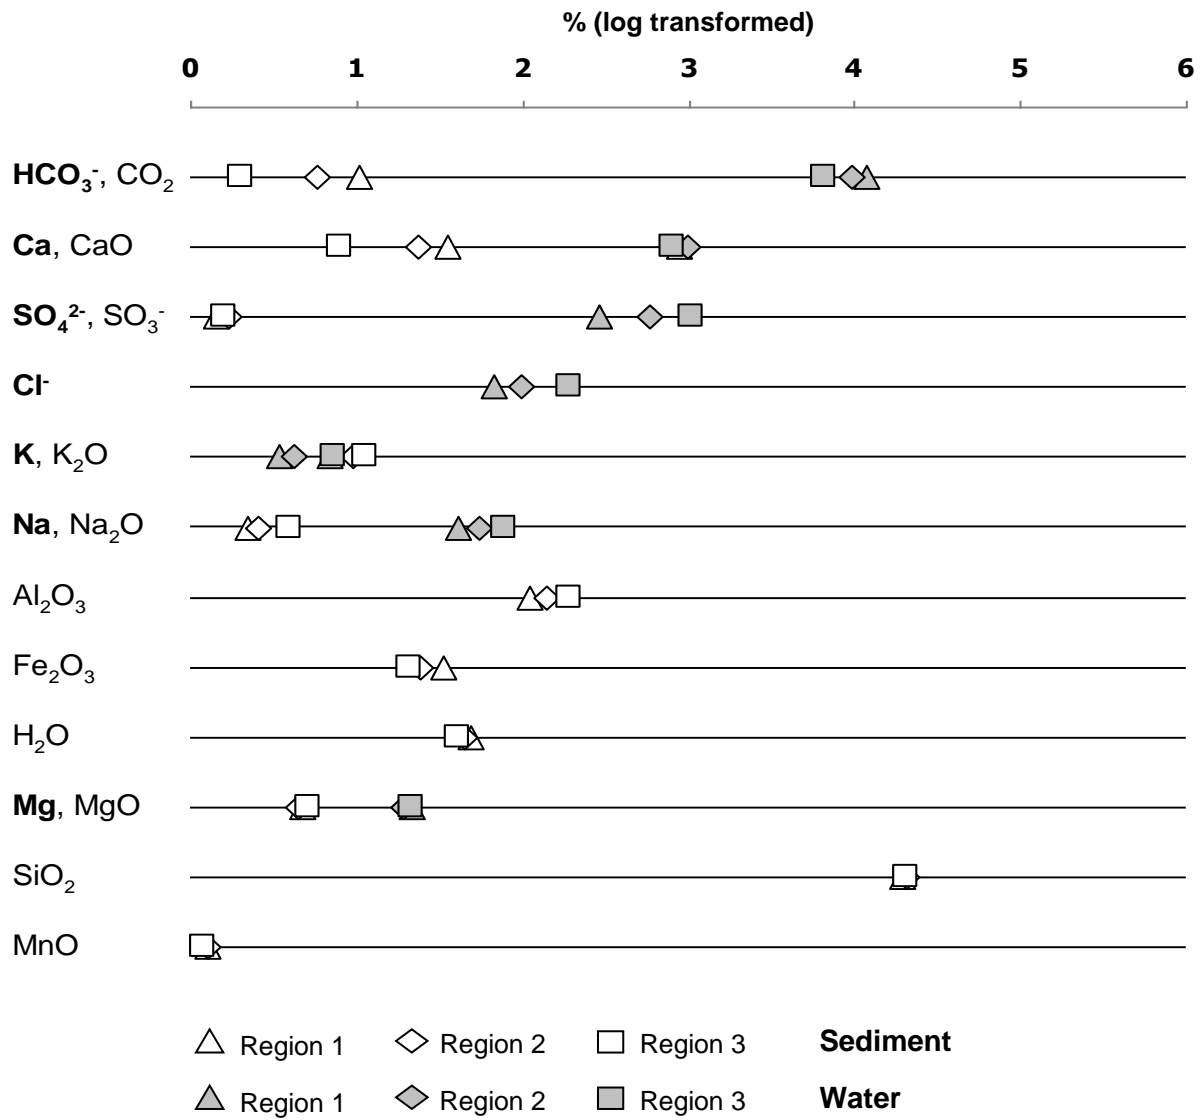 % (log transformed)
0 1 2 3 4 5 6
HCO₃⁻, CO₂
Ca, CaO
SO₄²⁻, SO₃⁻
Cl⁻
K, K₂O
Na, Na₂O
Al₂O₃
Fe₂O₃
H₂O
Mg, MgO
SiO₂
MnO
Region 1 Region 2 Region 3 Sediment
Region 1 Region 2 Region 3 Water